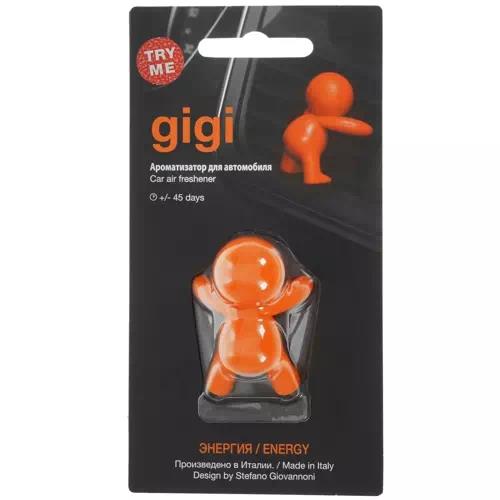 TRY
ME
gigi
Ароматизатор для автомобиля
Car air freshener
+/- 45 days
ЭНЕРГИЯ / ENERGY
Произведено в Италии. / Made in Italy
Design by Stefano Giovannoni